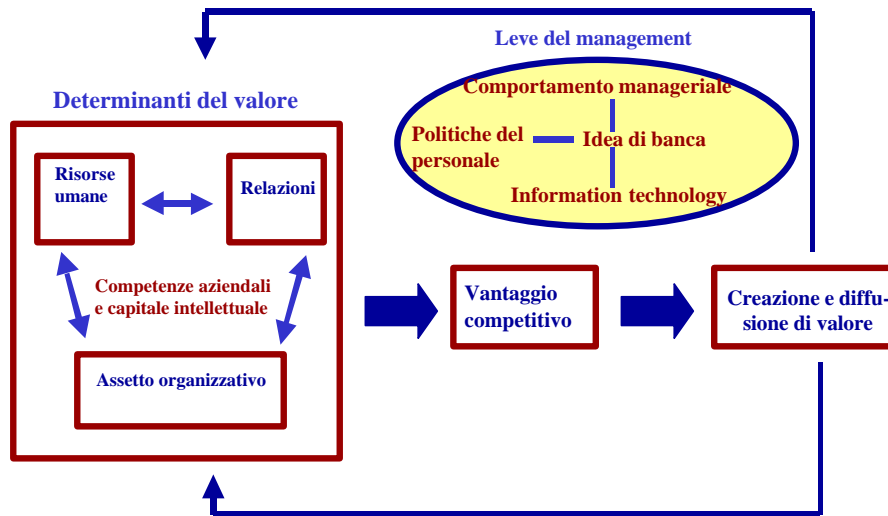 Leve del management
Comportamento manageriale
Politiche del
personale
Idea di banca
Information technology
Determinanti del valore
Risorse
umane
Relazioni
Competenze aziendali
e capitale intellettuale
Assetto organizzativo
Vantaggio
competitivo
Creazione e diffu-
sione di valore